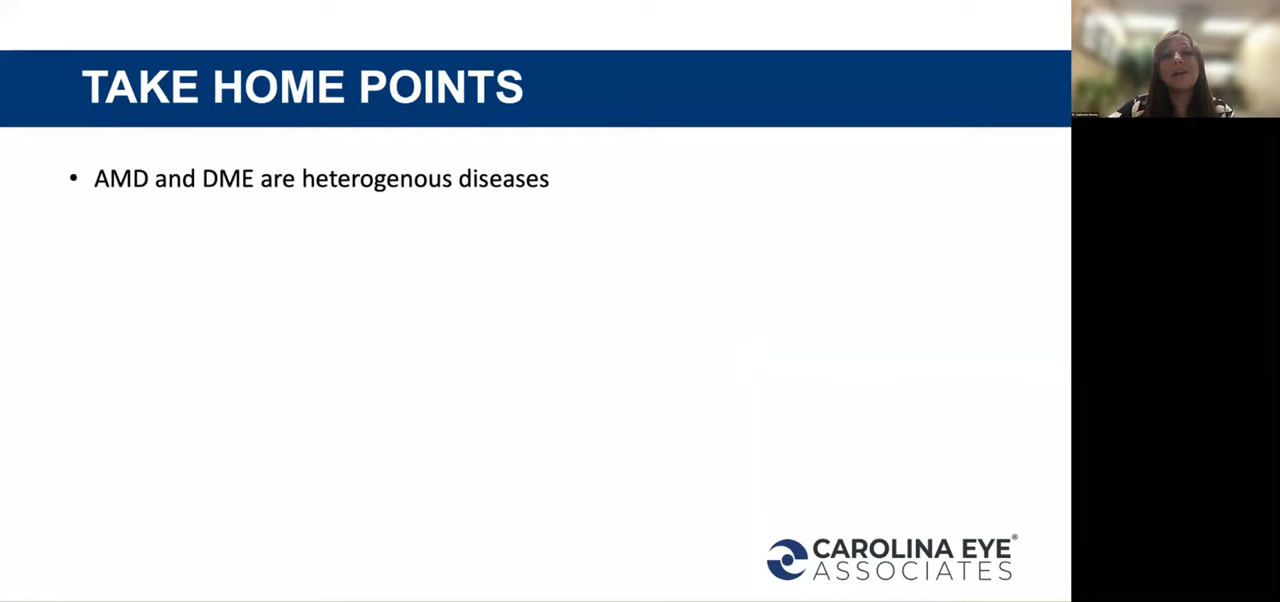 TAKE HOME POINTS
• AMD and DME are heterogenous diseases
CAROLINA EYE®
ASSOCIATES